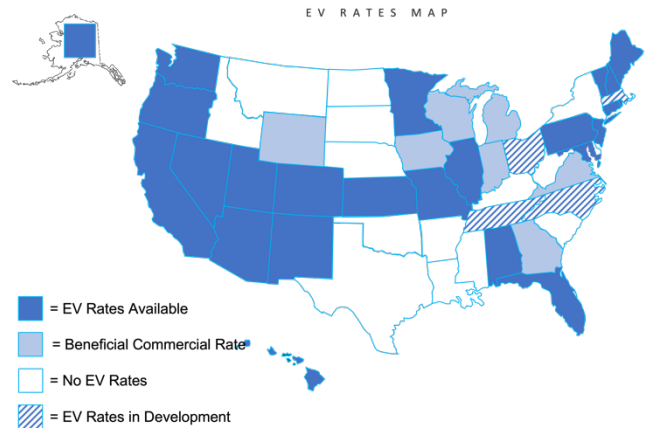 EV RATES MAP
= EV Rates Available
= Beneficial Commercial Rate
= No EV Rates
= EV Rates in Development